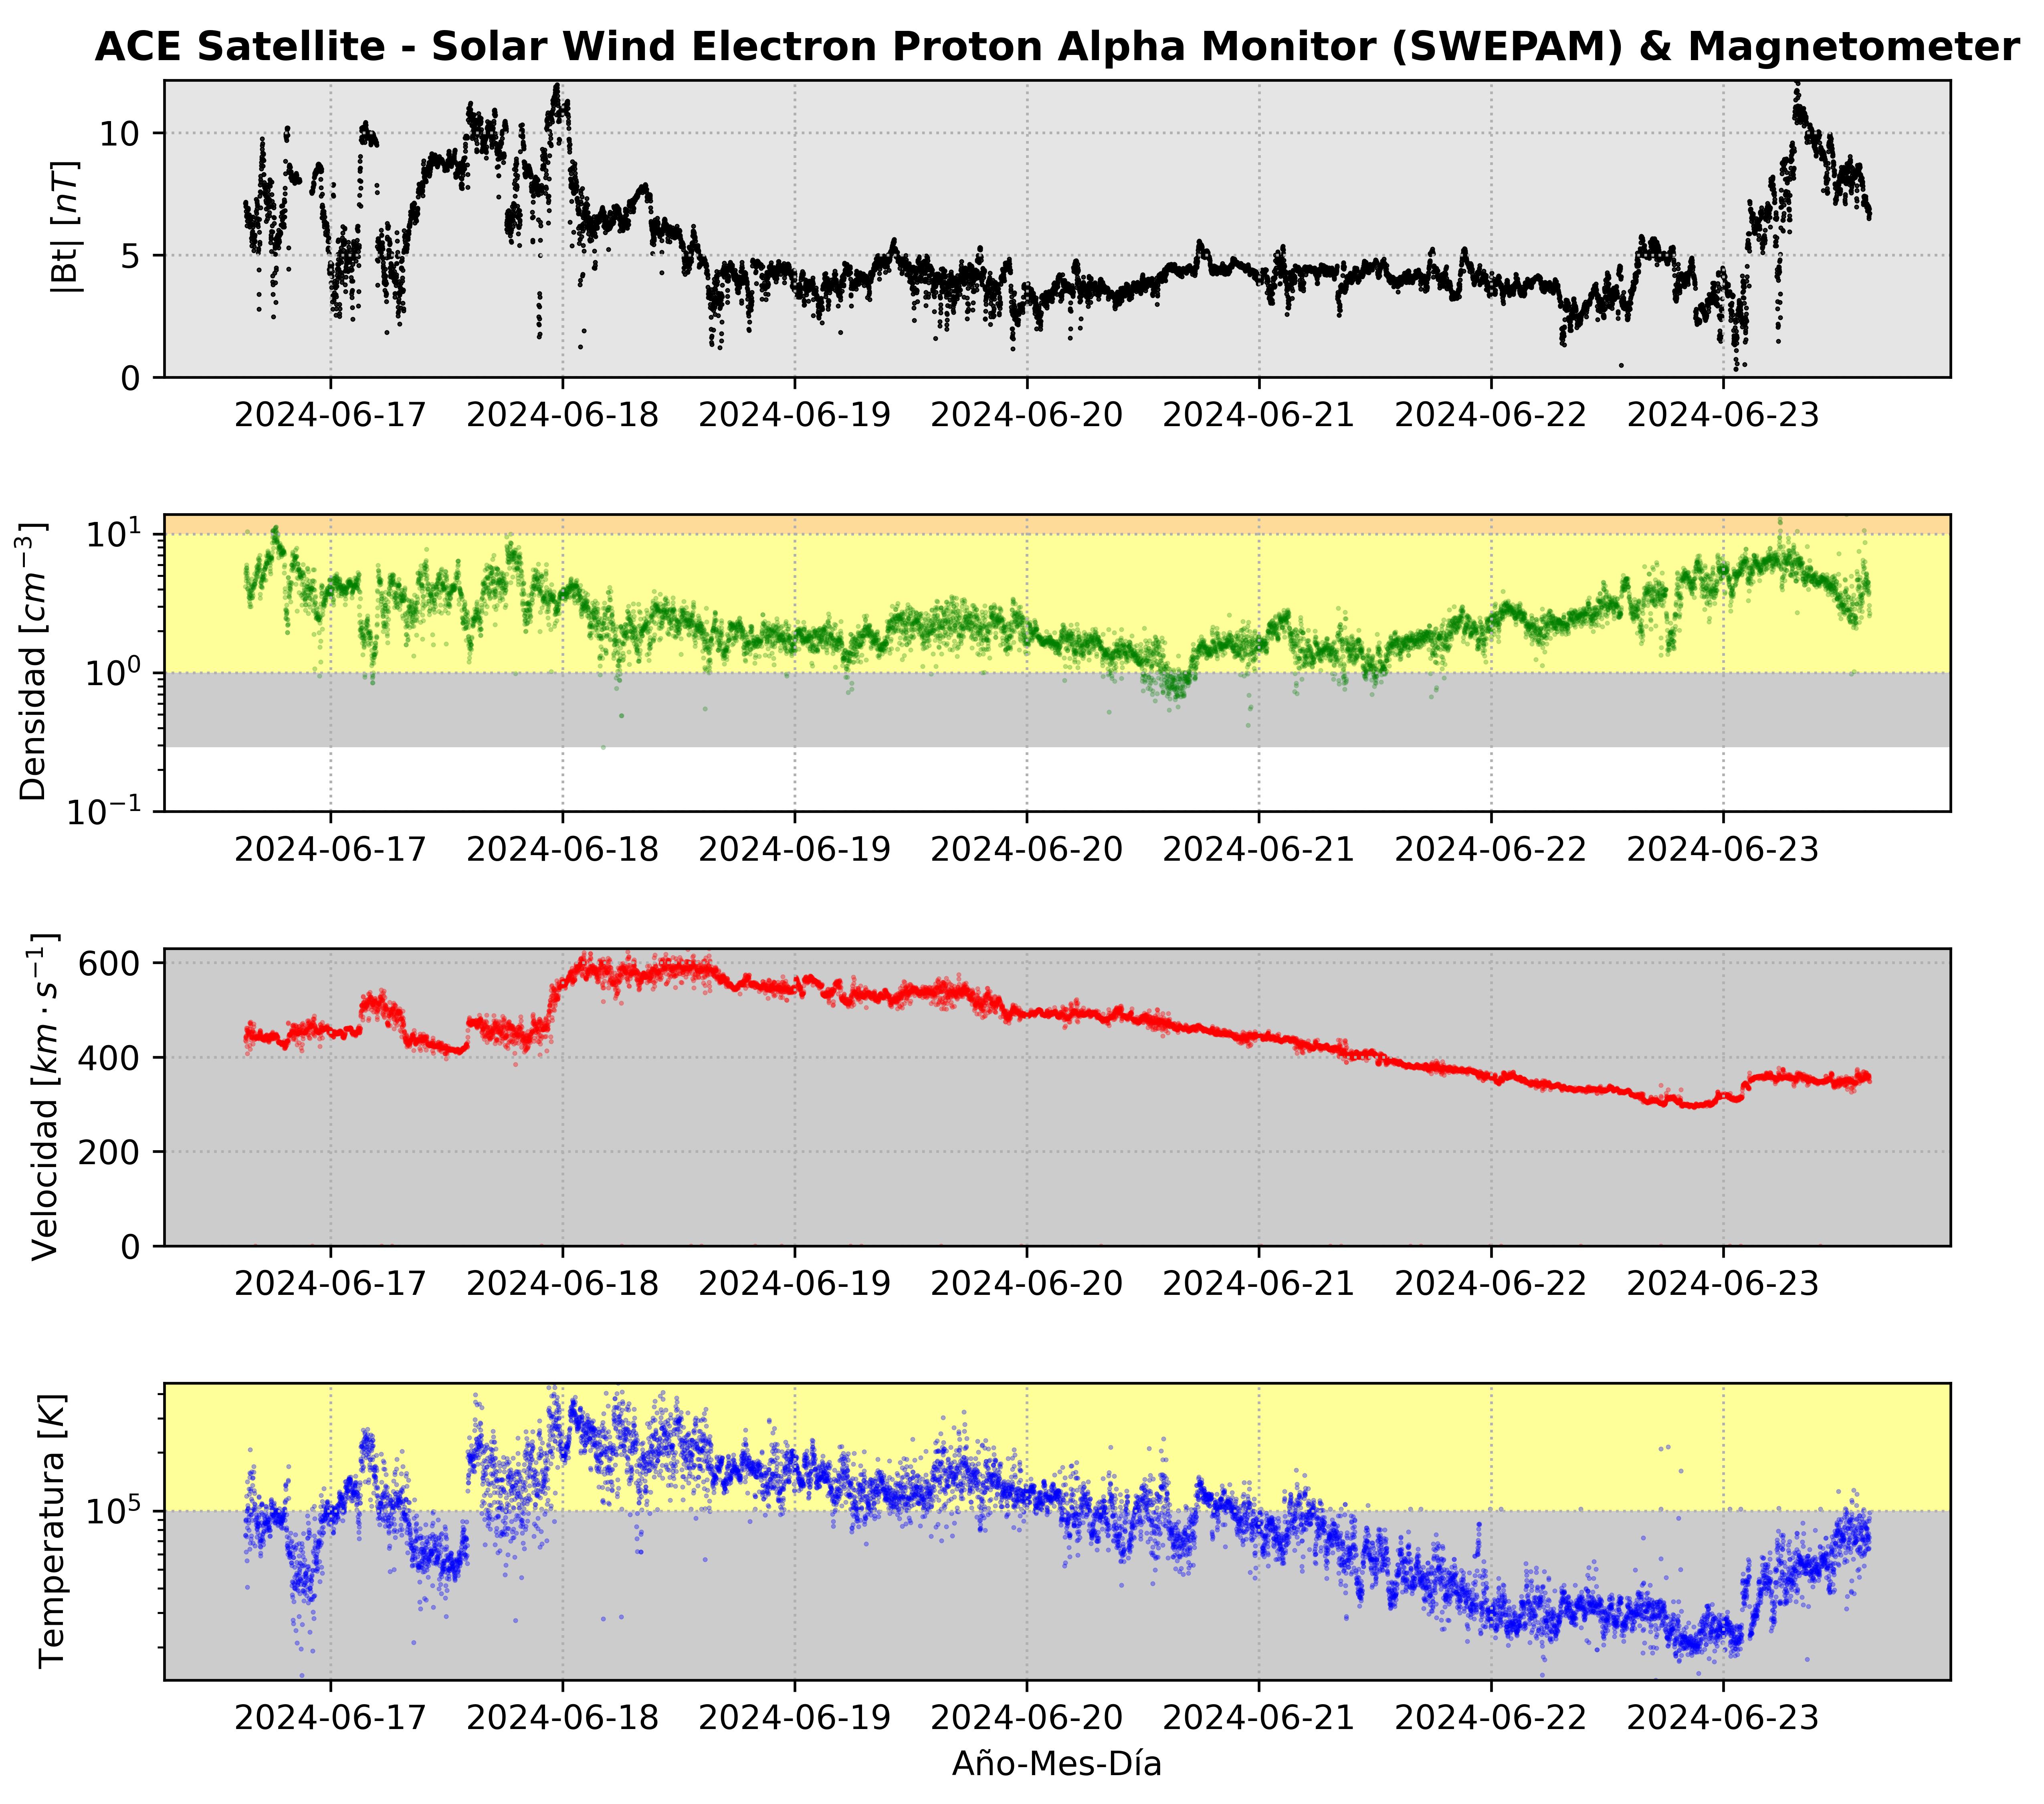 ACE Satellite - Solar Wind Electron Proton Alpha Monitor (SWEPAM) & Magnetometer
|Bt| [nT]
10
5
0
2024-06-17 2024-06-18 2024-06-19 2024-06-20 2024-06-21 2024-06-22 2024-06-23
Densidad [cm⁻³]
10¹
10⁰
10⁻¹
2024-06-17 2024-06-18 2024-06-19 2024-06-20 2024-06-21 2024-06-22 2024-06-23
Velocidad [km · s⁻¹]
600
400
200
0
2024-06-17 2024-06-18 2024-06-19 2024-06-20 2024-06-21 2024-06-22 2024-06-23
Temperatura [K]
10⁵
2024-06-17 2024-06-18 2024-06-19 2024-06-20 2024-06-21 2024-06-22 2024-06-23
Año-Mes-Día